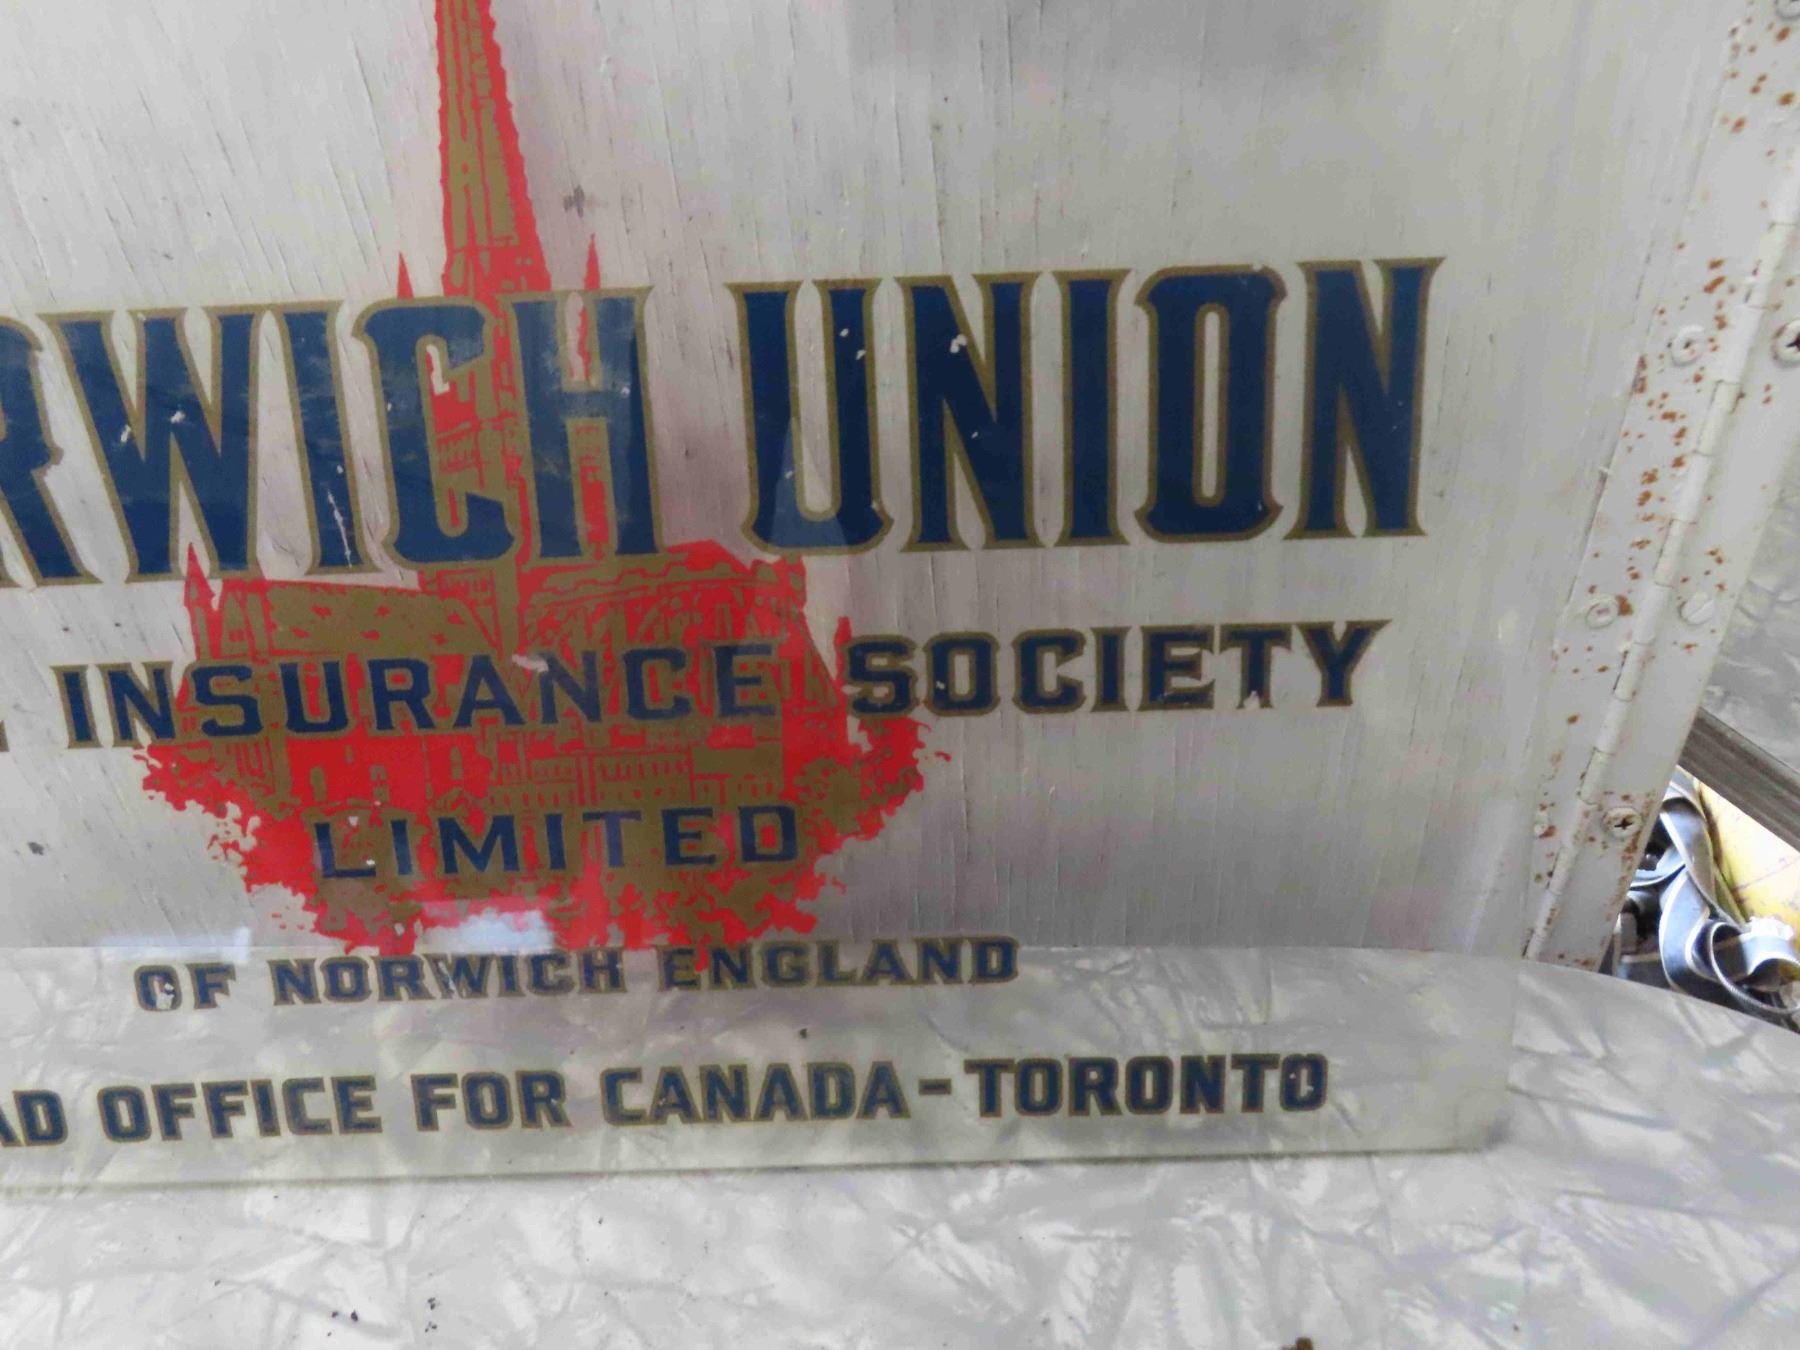 RWICH UNION
INSURANCE SOCIETY
LIMITED
OF NORWICH ENGLAND
AD OFFICE FOR CANADA-TORONTO